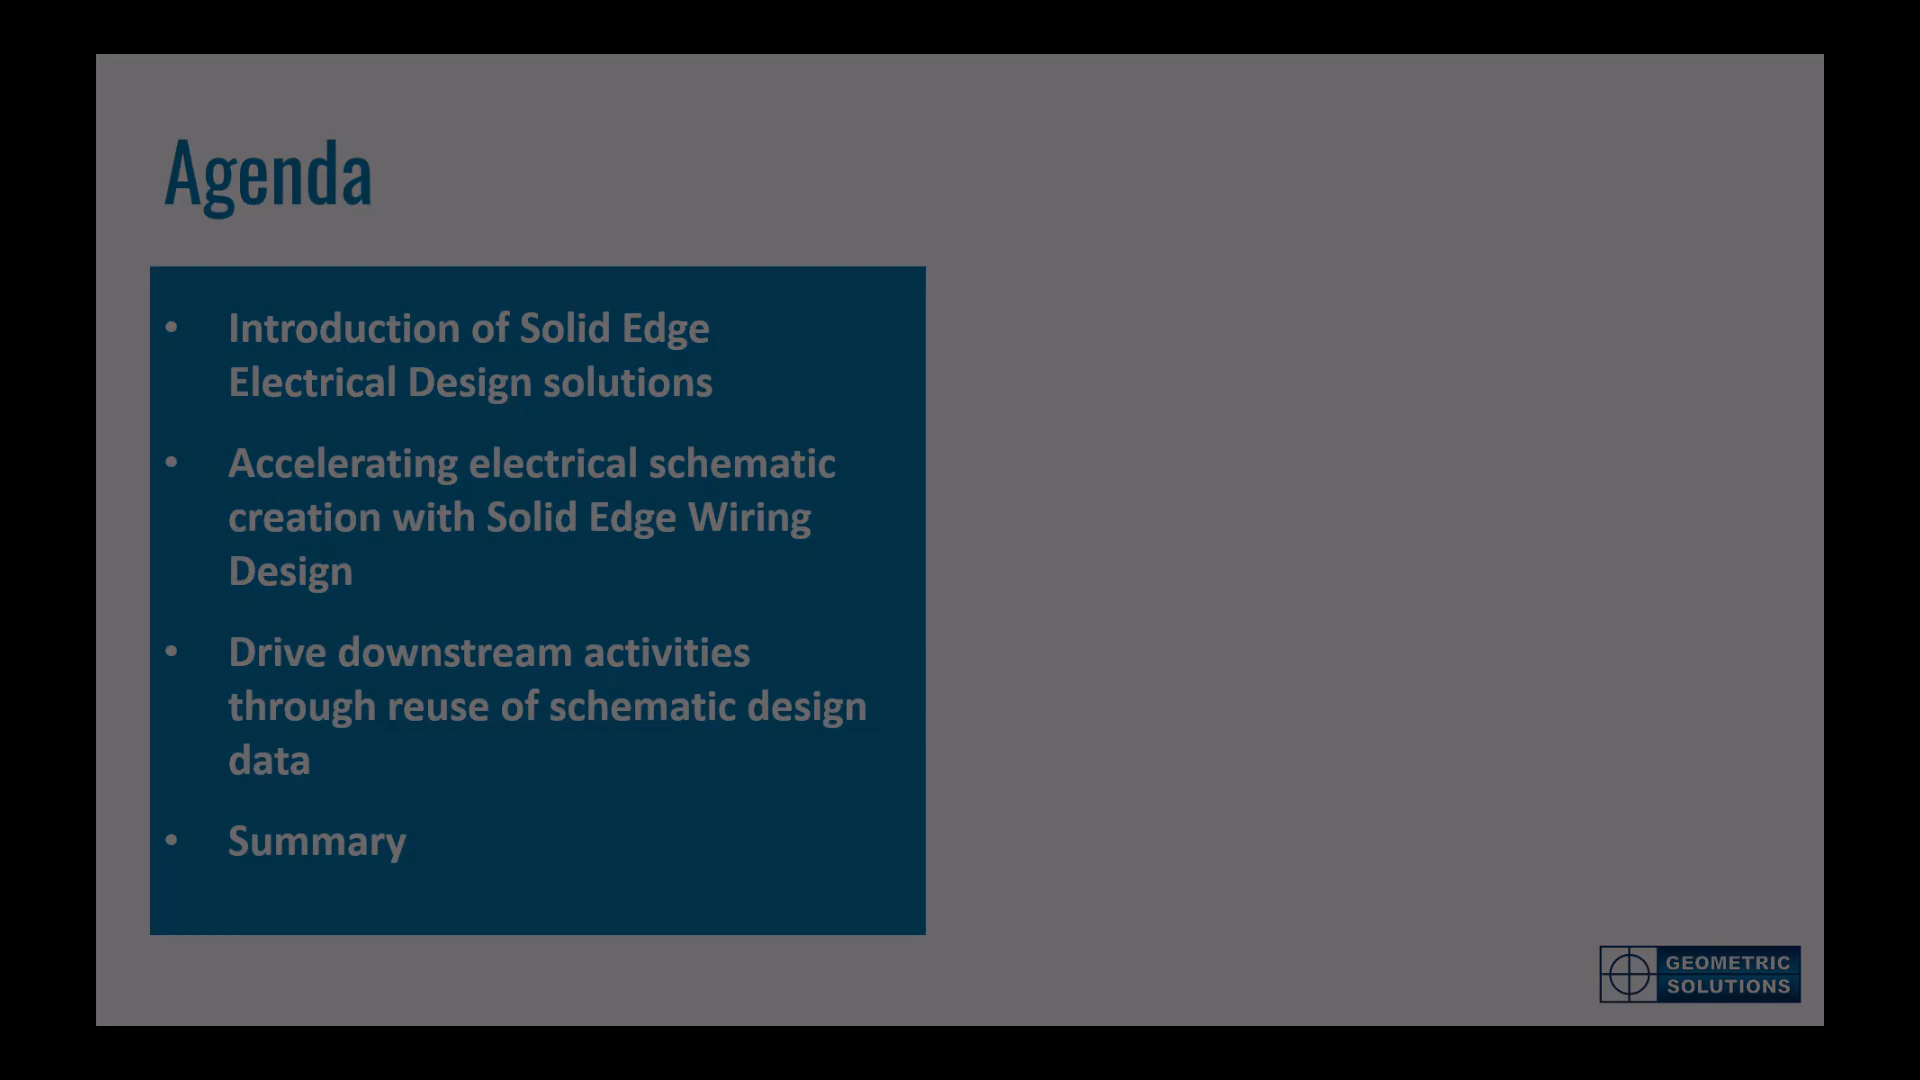 Agenda
• Introduction of Solid Edge
Electrical Design solutions
• Accelerating electrical schematic
creation with Solid Edge Wiring
Design
• Drive downstream activities
through reuse of schematic design
data
• Summary
GEOMETRIC
SOLUTIONS